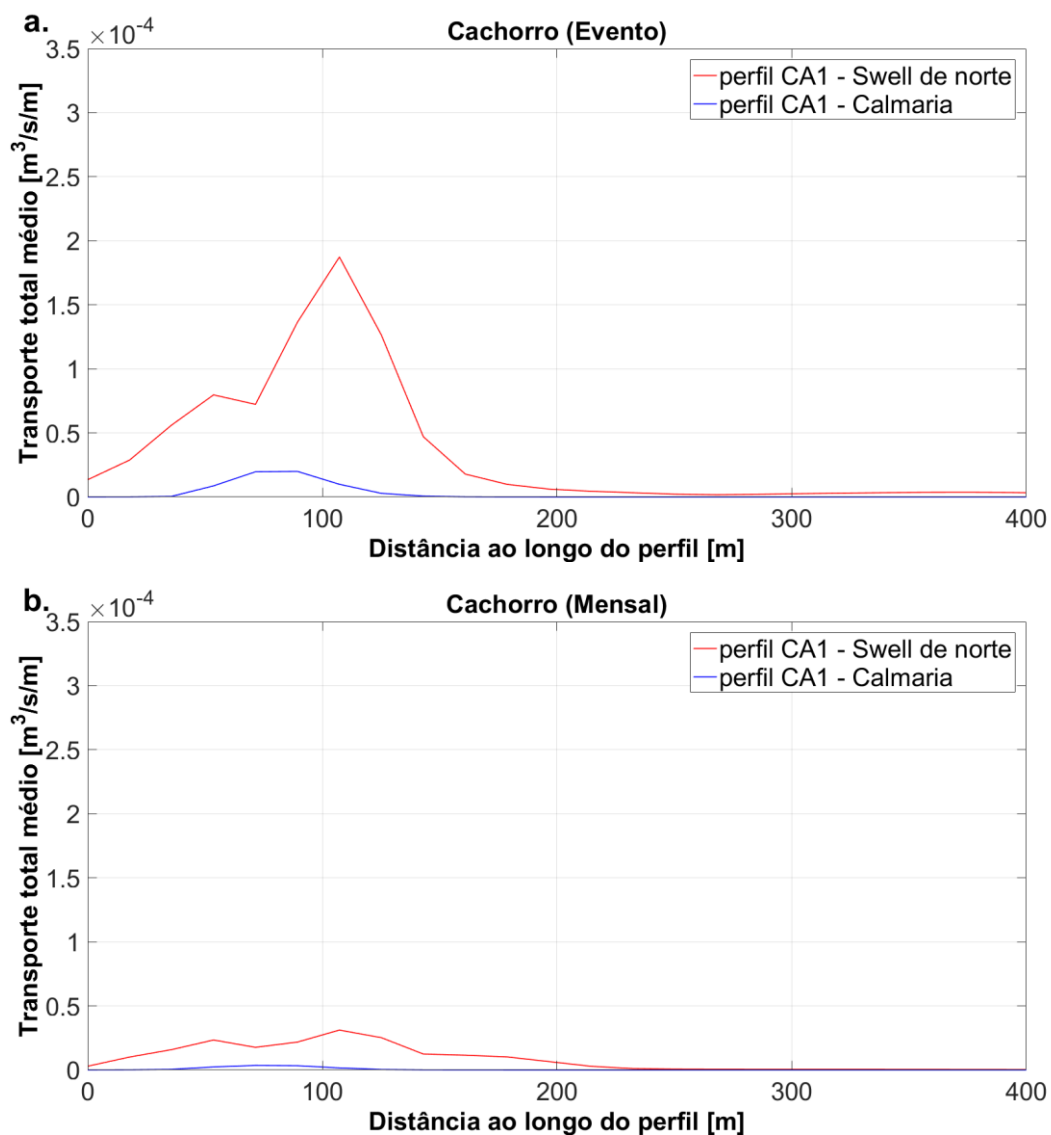 a.
×10⁻⁴
Cachorro (Evento)
3.5
3
2.5
2
1.5
1
0.5
0
Transporte total médio [m³/s/m]
perfil CA1 - Swell de norte
perfil CA1 - Calmaria
0 100 200 300 400
Distância ao longo do perfil [m]
b.
×10⁻⁴
Cachorro (Mensal)
3.5
3
2.5
2
1.5
1
0.5
0
Transporte total médio [m³/s/m]
perfil CA1 - Swell de norte
perfil CA1 - Calmaria
0 100 200 300 400
Distância ao longo do perfil [m]